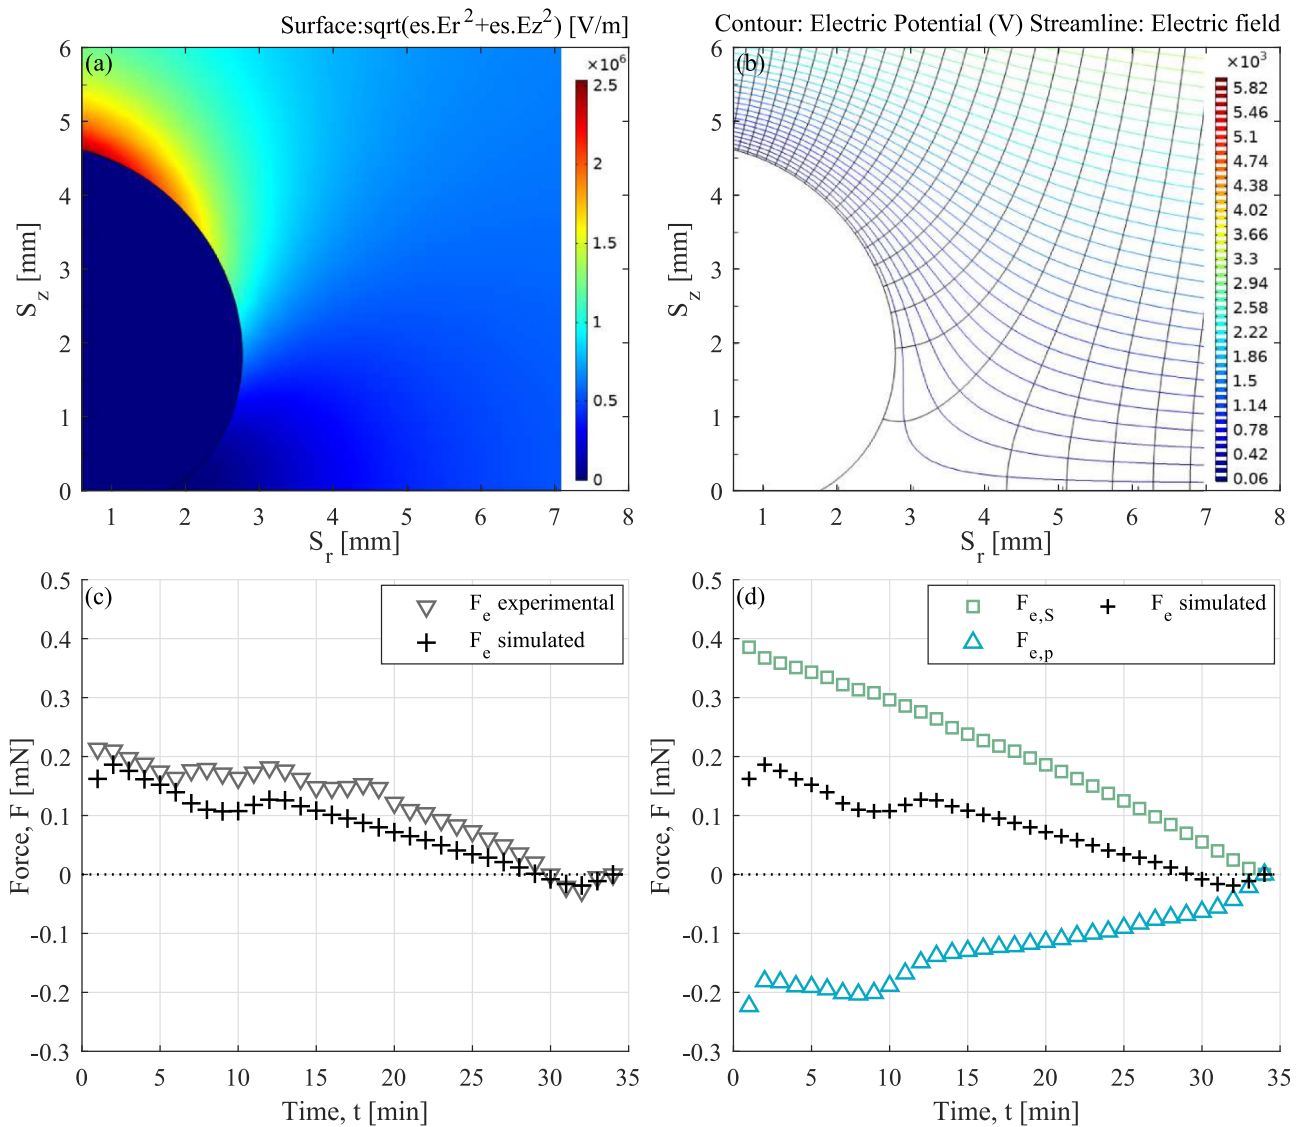 Surface:sqrt(es.Er²+es.Ez²) [V/m]
(a)
×10⁶
2.5
2
1.5
1
0.5
0
6
5
4
3
2
1
0
S_z [mm]
1 2 3 4 5 6 7 8
S_r [mm]
Contour: Electric Potential (V) Streamline: Electric field
(b)
×10³
5.82
5.46
5.1
4.74
4.38
4.02
3.66
3.3
2.94
2.58
2.22
1.86
1.5
1.14
0.78
0.42
0.06
6
5
4
3
2
1
0
S_z [mm]
1 2 3 4 5 6 7 8
S_r [mm]
(c)
F_e experimental
F_e simulated
0.5
0.4
0.3
0.2
0.1
0
-0.1
-0.2
-0.3
Force, F [mN]
0 5 10 15 20 25 30 35
Time, t [min]
(d)
F_e,S
F_e simulated
F_e,p
0.5
0.4
0.3
0.2
0.1
0
-0.1
-0.2
-0.3
Force, F [mN]
0 5 10 15 20 25 30 35
Time, t [min]